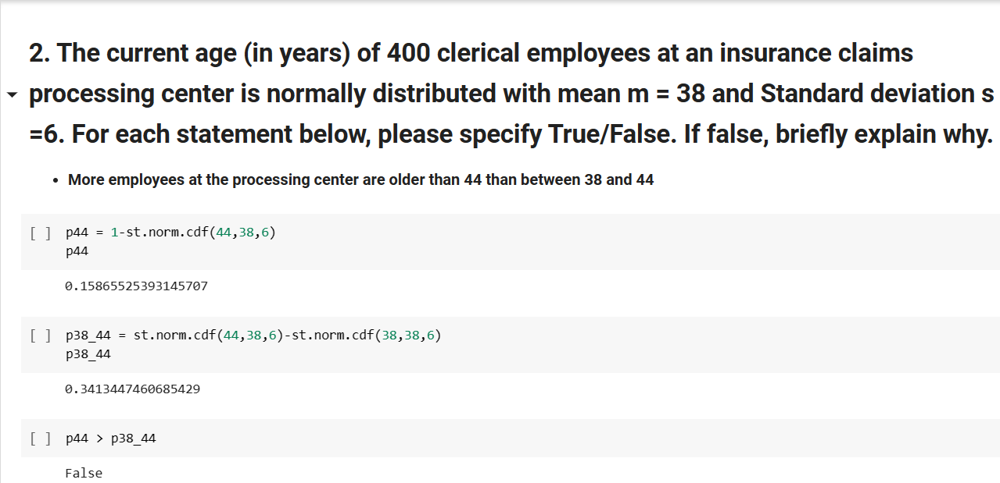 2. The current age (in years) of 400 clerical employees at an insurance claims
processing center is normally distributed with mean m = 38 and Standard deviation s
=6. For each statement below, please specify True/False. If false, briefly explain why.
• More employees at the processing center are older than 44 than between 38 and 44
[ ] p44 = 1-st.norm.cdf(44,38,6)
p44
0.15865525393145707
[ ] p38_44 = st.norm.cdf(44,38,6)-st.norm.cdf(38,38,6)
p38_44
0.3413447460685429
[ ] p44 > p38_44
False